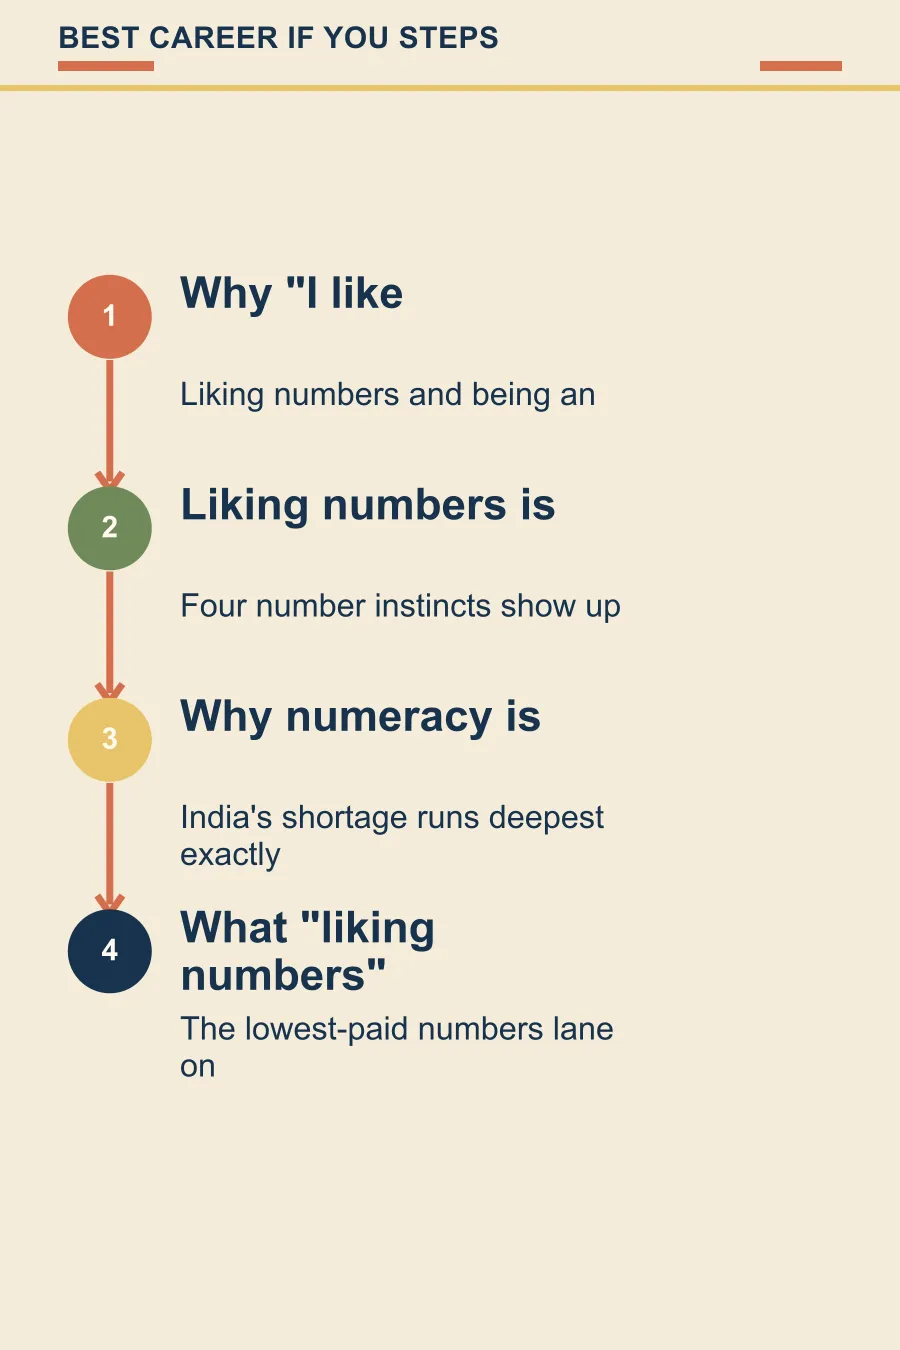 BEST CAREER IF YOU STEPS
1
Why "I like
Liking numbers and being an
2
Liking numbers is
Four number instincts show up
3
Why numeracy is
India's shortage runs deepest
exactly
4
What "liking
numbers"
The lowest-paid numbers lane
on